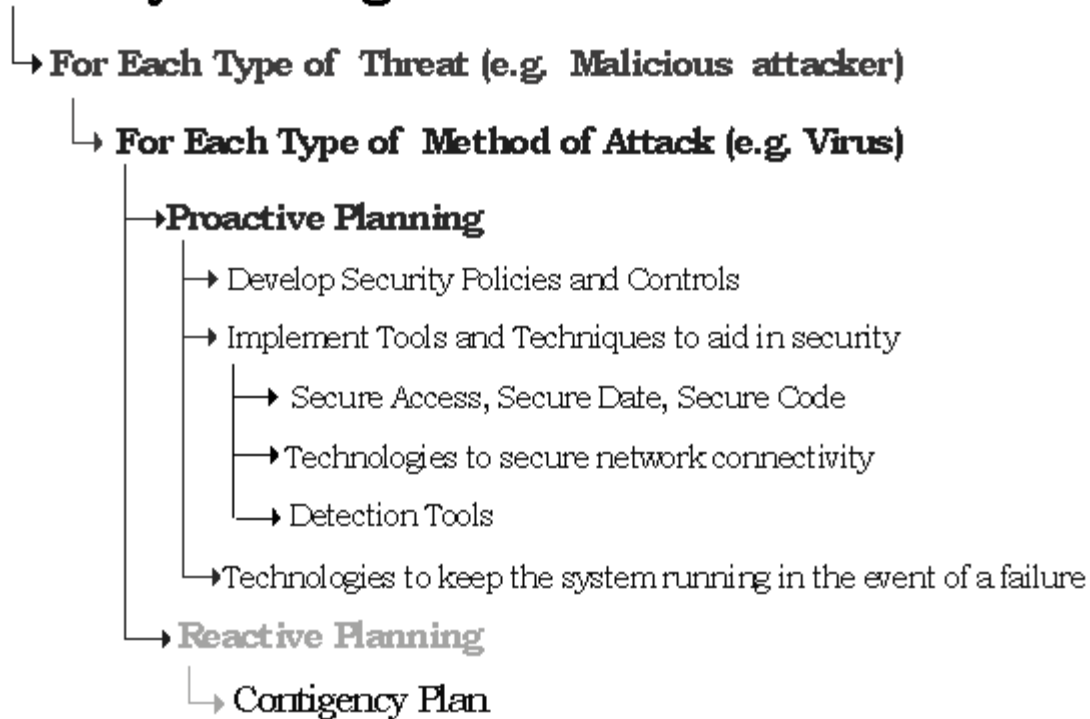 For Each Type of Threat (e.g. Malicious attacker)
For Each Type of Method of Attack (e.g. Virus)
Proactive Planning
Develop Security Policies and Controls
Implement Tools and Techniques to aid in security
Secure Access, Secure Date, Secure Code
Technologies to secure network connectivity
Detection Tools
Technologies to keep the system running in the event of a failure
Reactive Planning
Contigency Plan